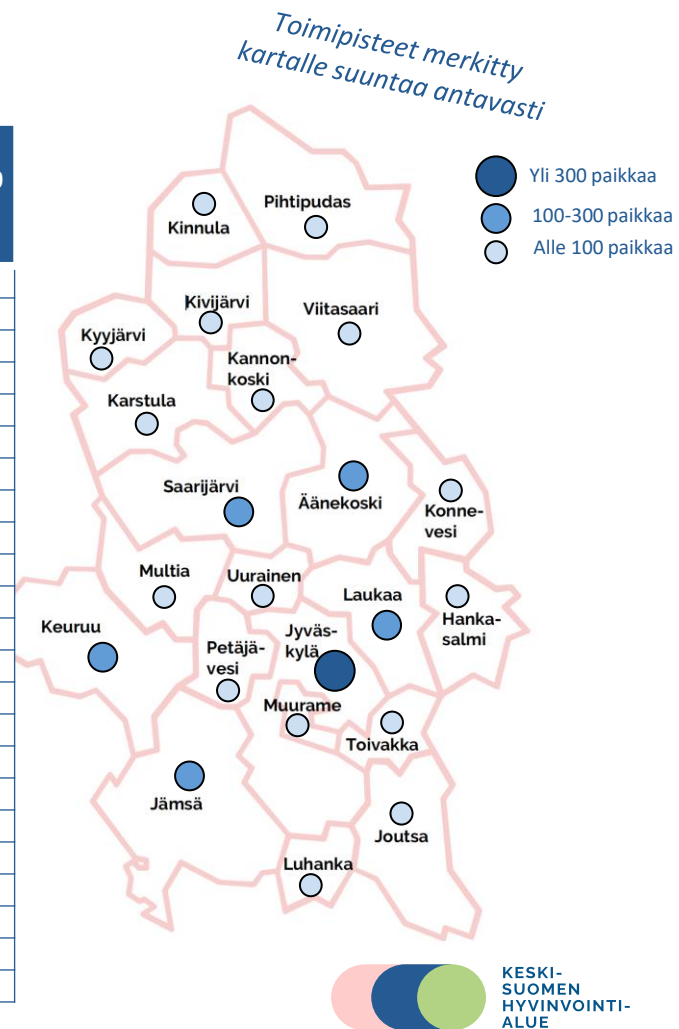 Toimipisteet merkitty
kartalle suuntaa antavasti
Yli 300 paikkaa
100-300 paikkaa
Alle 100 paikkaa
Kinnula
Pihtipudas
Kivijärvi
Viitasaari
Kyyjärvi
Kannon-
koski
Karstula
Saarijärvi
Äänekoski
Konne-
vesi
Multia
Uurainen
Laukaa
Hanka-
salmi
Keuruu
Petäjä-
vesi
Jyväs-
kylä
Muurame
Toivakka
Jämsä
Joutsa
Luhanka
KESKI-
SUOMEN
HYVINVOINTI-
ALUE